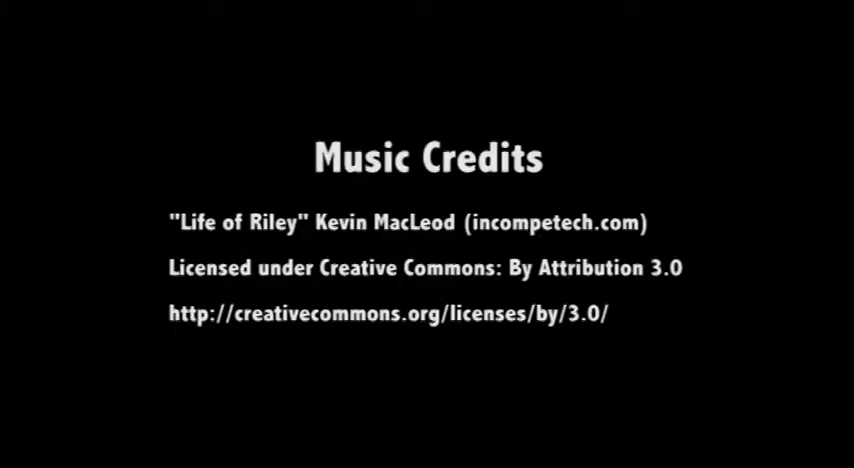 Music Credits
"Life of Riley" Kevin MacLeod (incompetech.com)
Licensed under Creative Commons: By Attribution 3.0
http://creativecommons.org/licenses/by/3.0/